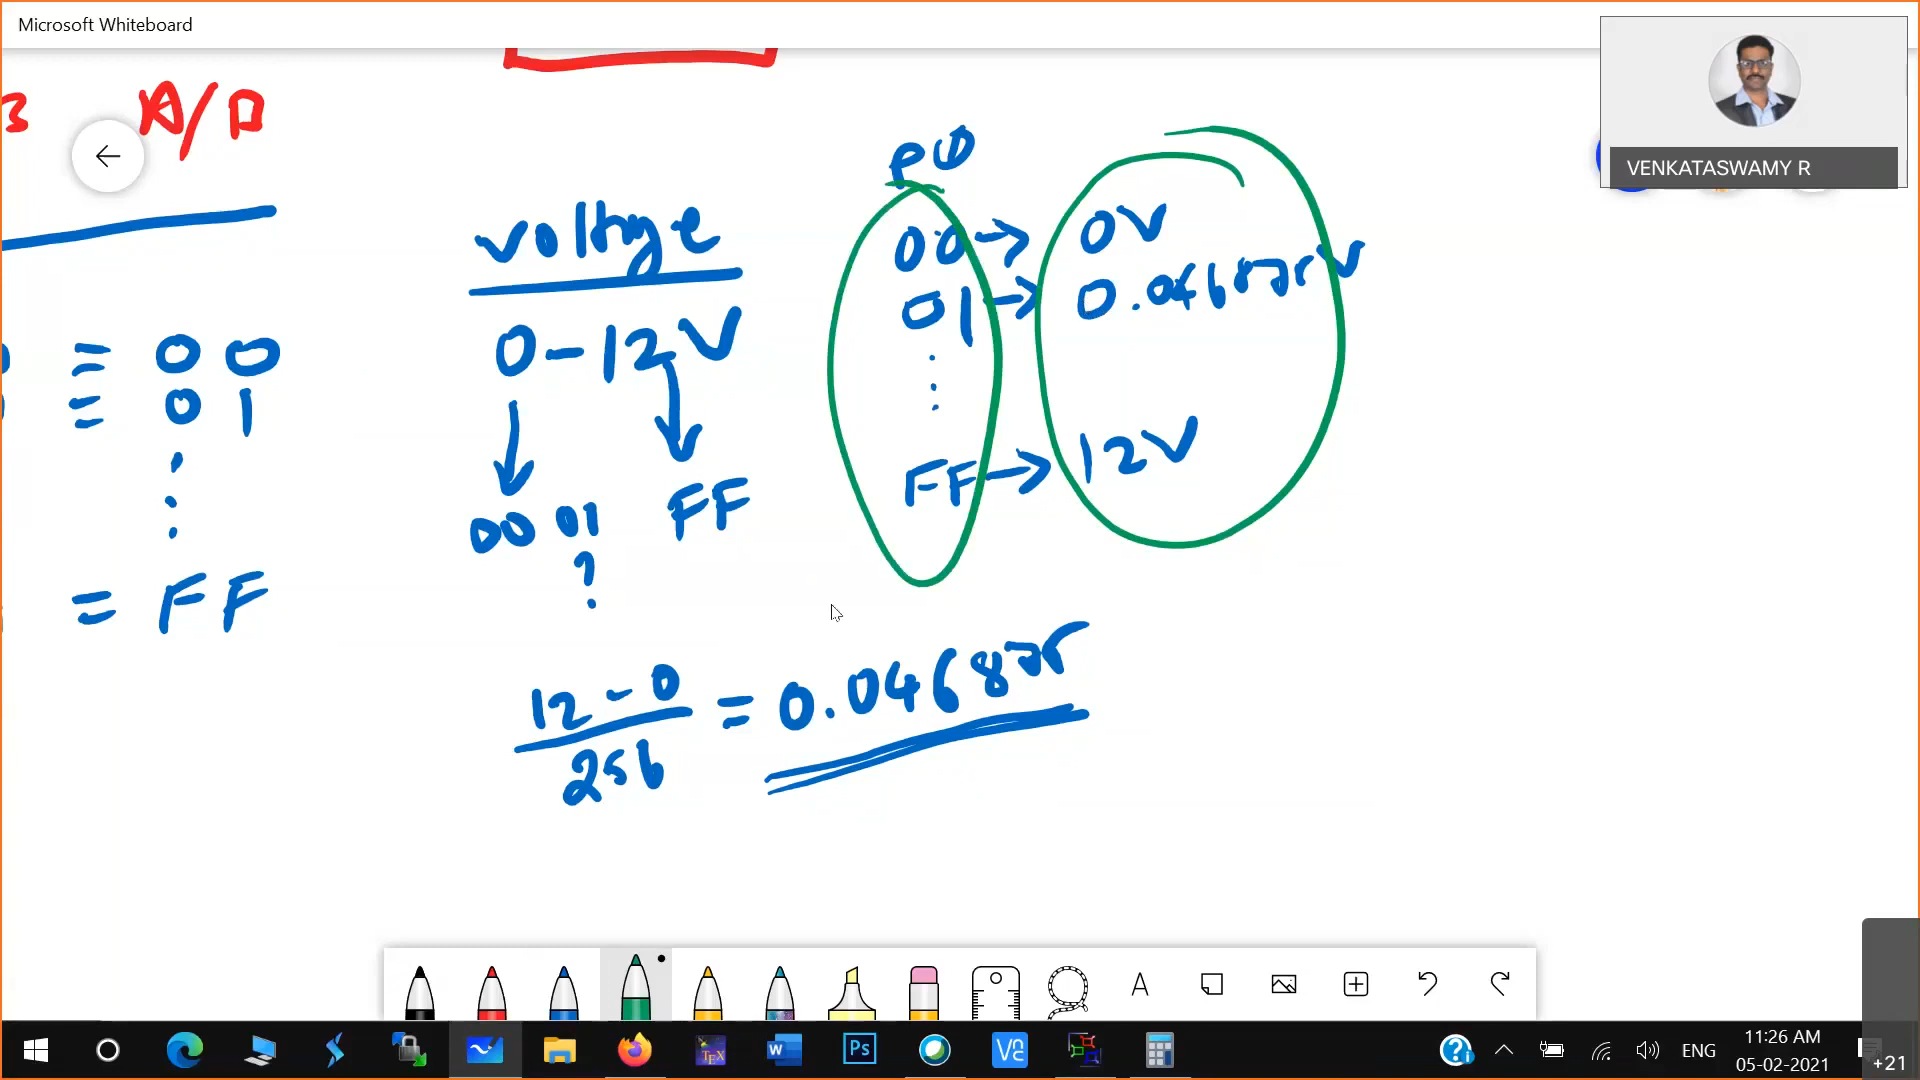 Microsoft Whiteboard
VENKATASWAMY R
A/D
voltage
0-12V
00 01 FF
?
00 → 0V
01 → 0.046875V
FF → 12V
≡ 00
= 01
= FF
12-0
256
= 0.046875
A
ENG
11:26 AM
05-02-2021
+21